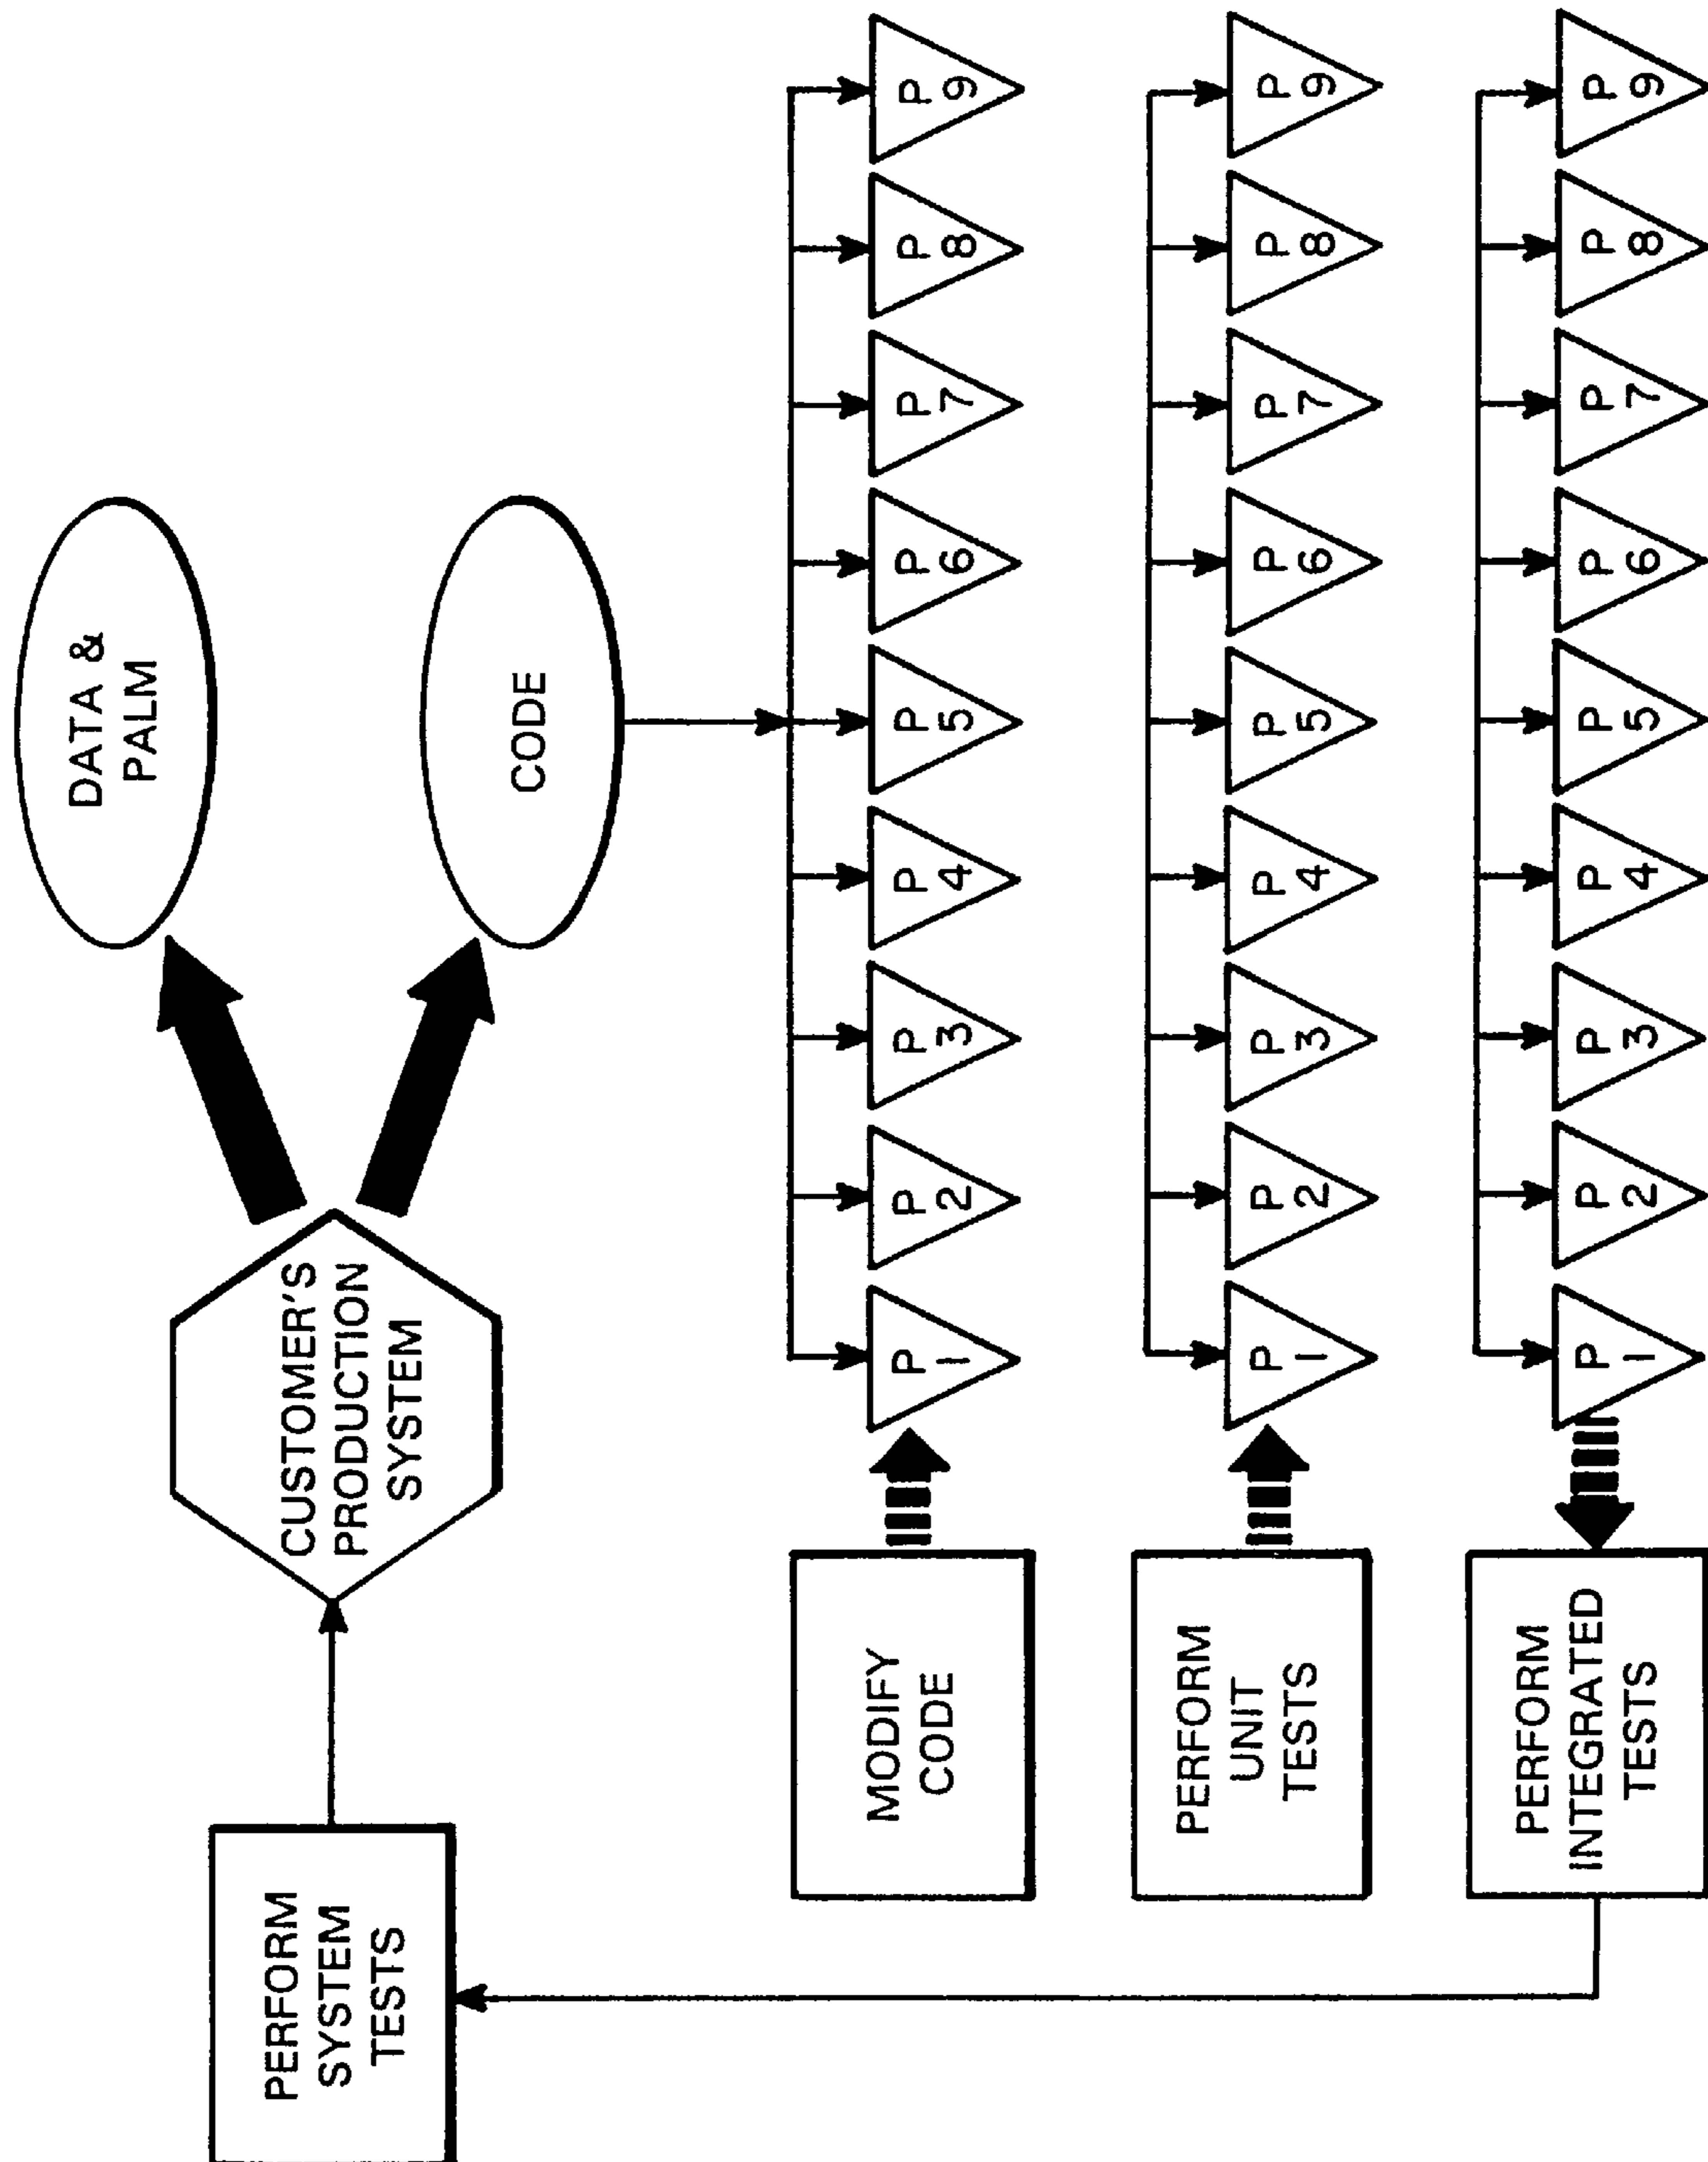 DATA &
PALM
CODE
CUSTOMER'S
PRODUCTION
SYSTEM
PERFORM
SYSTEM
TESTS
MODIFY
CODE
P
1
P
2
P
3
P
4
P
5
P
6
P
7
P
8
P
9
PERFORM
UNIT
TESTS
P
1
P
2
P
3
P
4
P
5
P
6
P
7
P
8
P
9
PERFORM
INTEGRATED
TESTS
P
1
P
2
P
3
P
4
P
5
P
6
P
7
P
8
P
9